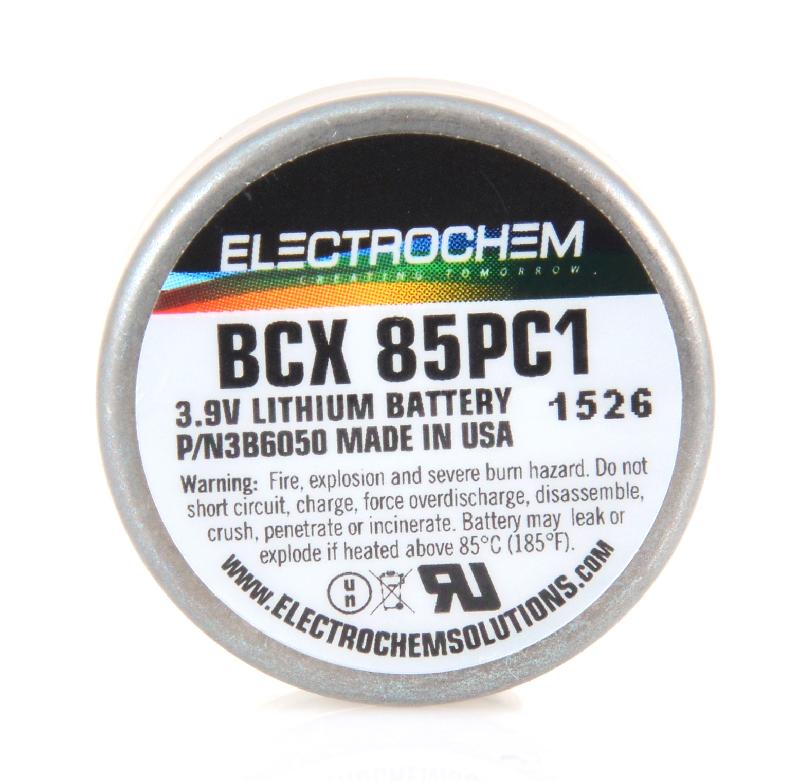 ELECTROCHEM
CREATING TOMORROW.
BCX 85PC1
3.9V LITHIUM BATTERY 1526
P/N3B6050 MADE IN USA
Warning: Fire, explosion and severe burn hazard. Do not
short circuit, charge, force overdischarge, disassemble,
crush, penetrate or incinerate. Battery may leak or
explode if heated above 85°C (185°F).
un
RU
WWW.ELECTROCHEMSOLUTIONS.COM